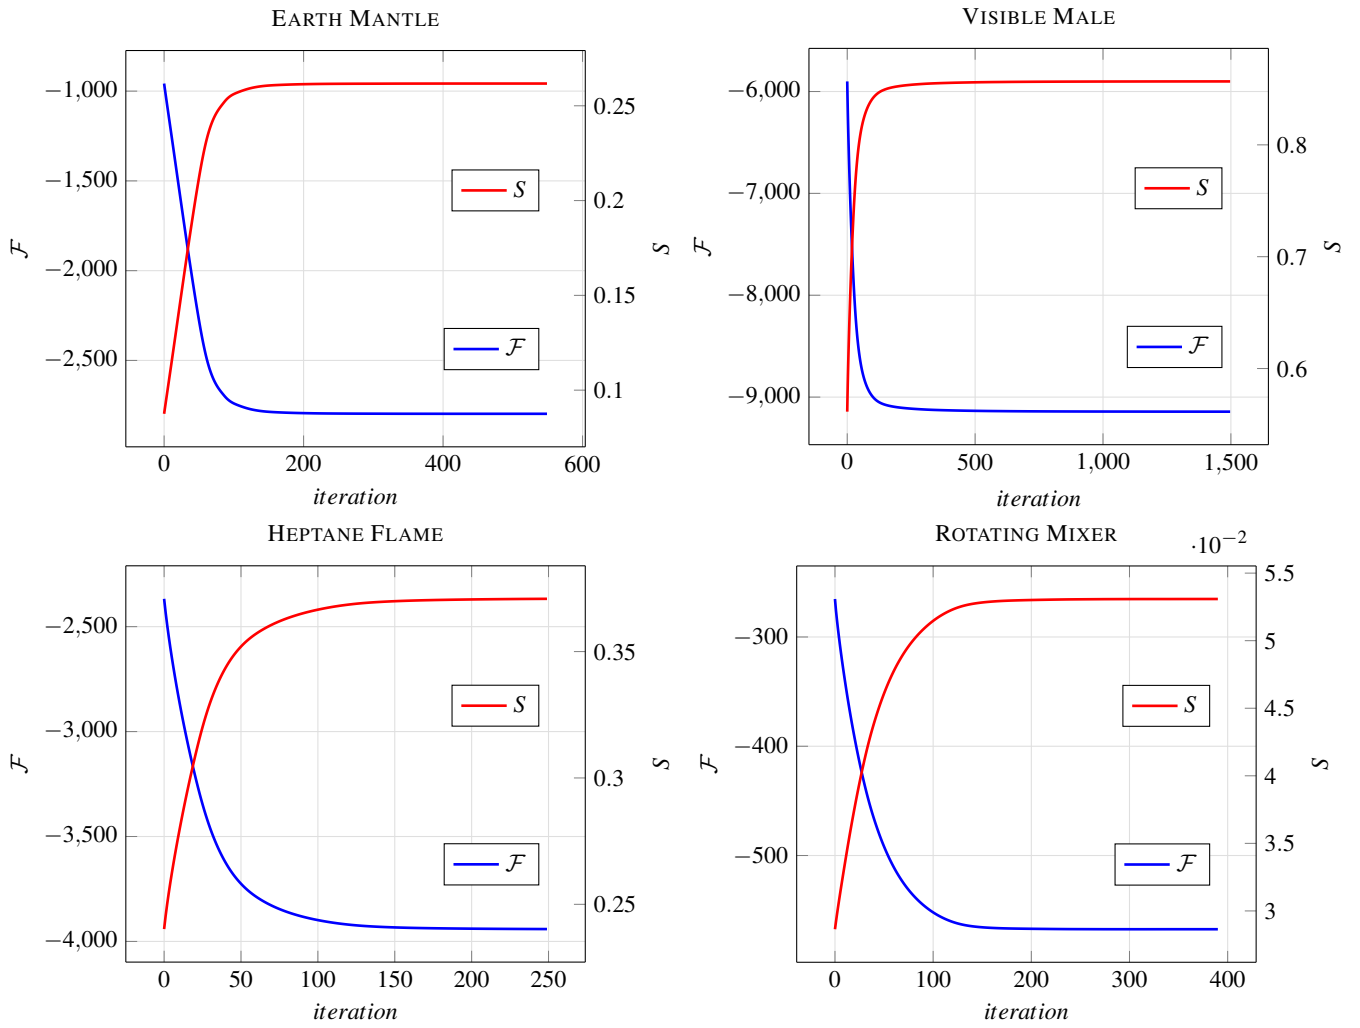 EARTH MANTLE
−1,000
−1,500
−2,000
−2,500
ℱ
0.25
0.2
0.15
0.1
S
S
ℱ
0 200 400 600
iteration
VISIBLE MALE
−6,000
−7,000
−8,000
−9,000
ℱ
0.8
0.7
0.6
S
S
ℱ
0 500 1,000 1,500
iteration
HEPTANE FLAME
−2,500
−3,000
−3,500
−4,000
ℱ
0.35
0.3
0.25
S
S
ℱ
0 50 100 150 200 250
iteration
ROTATING MIXER
·10−2
−300
−400
−500
ℱ
5.5
5
4.5
4
3.5
3
S
S
ℱ
0 100 200 300 400
iteration